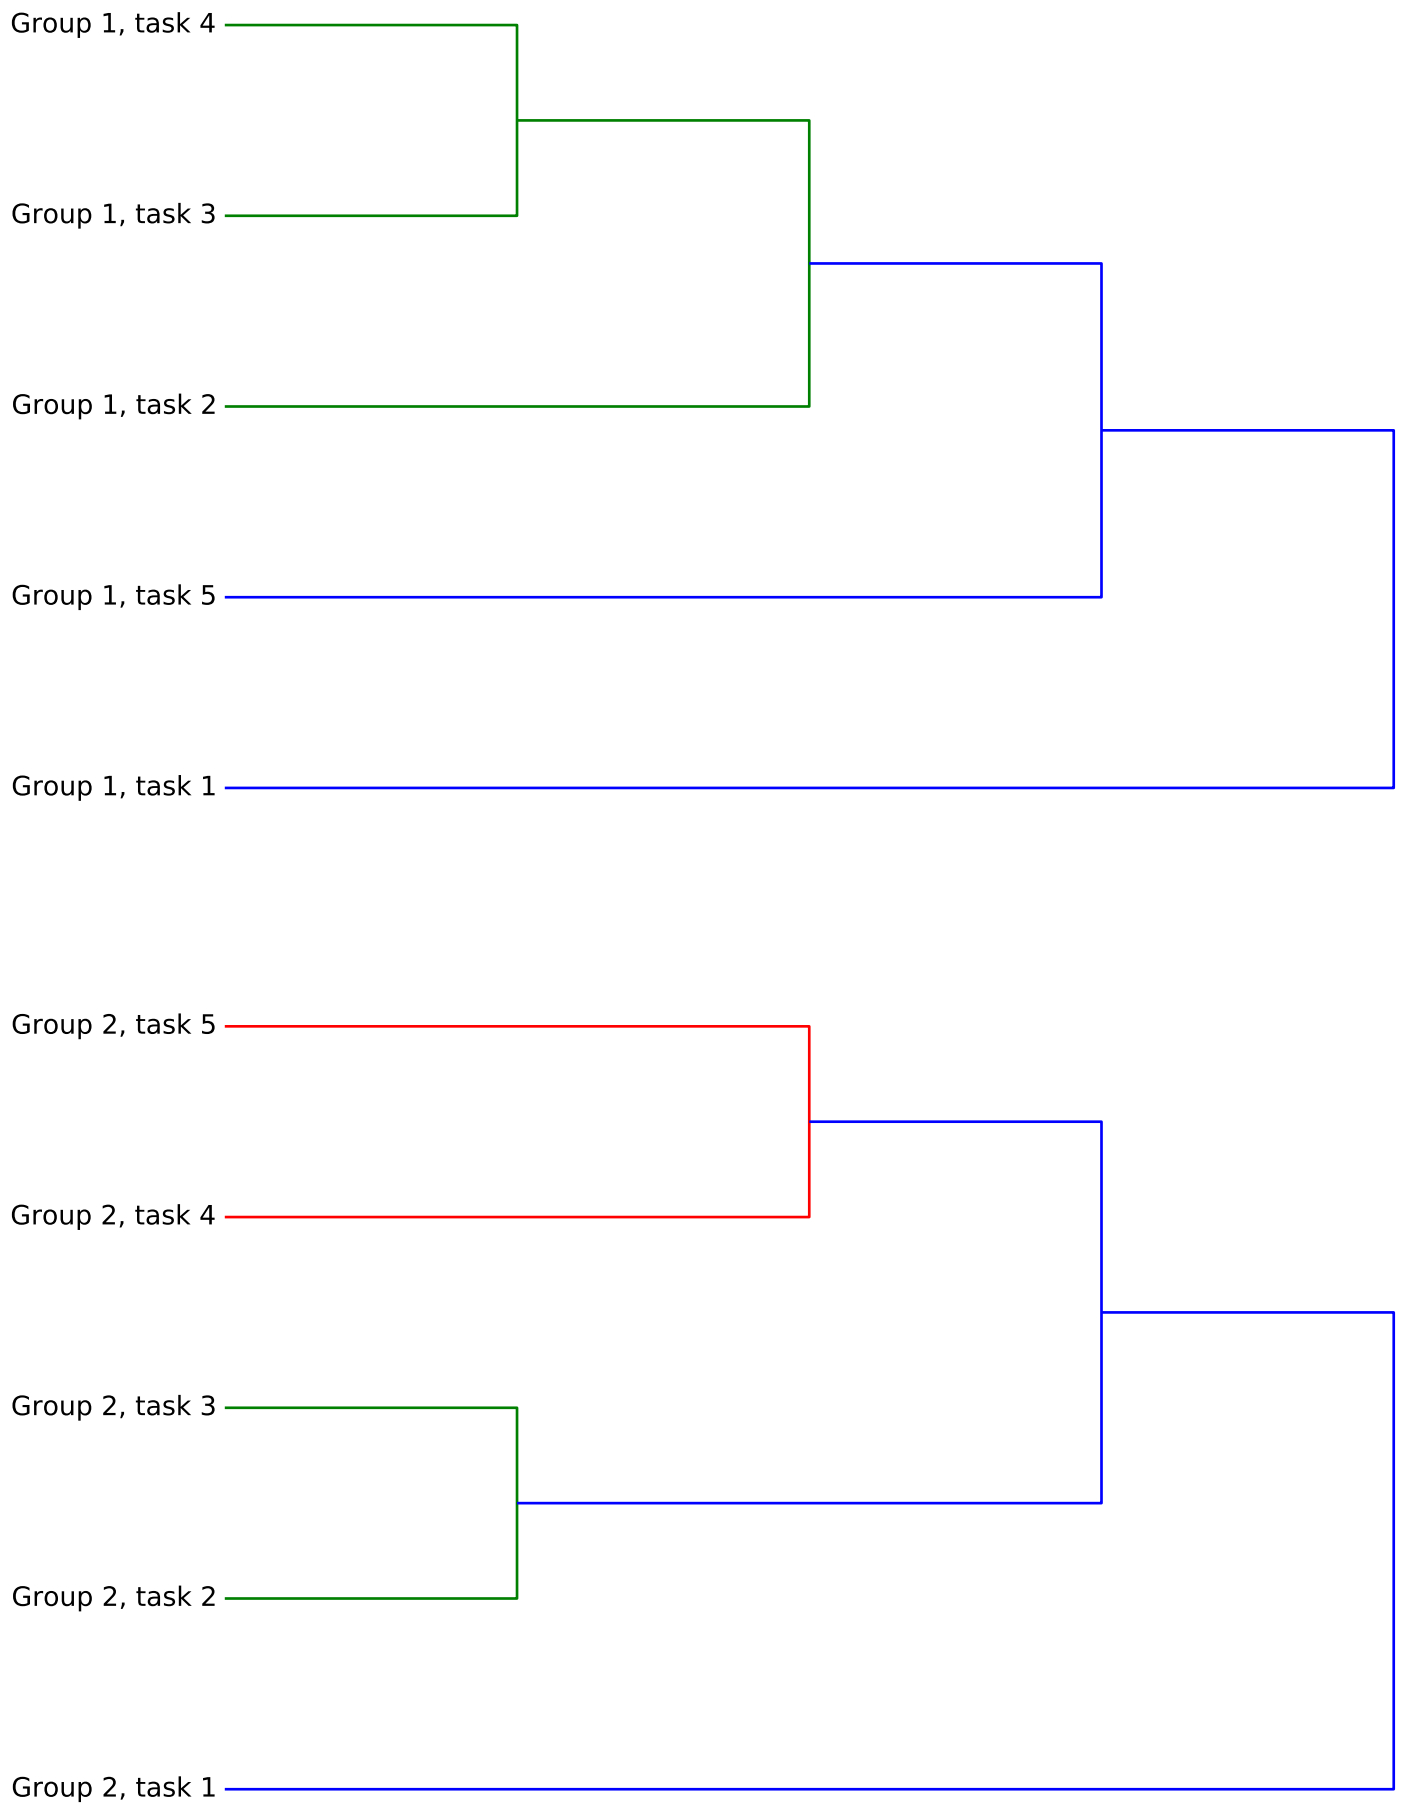 Group 1, task 4
Group 1, task 3
Group 1, task 2
Group 1, task 5
Group 1, task 1
Group 2, task 5
Group 2, task 4
Group 2, task 3
Group 2, task 2
Group 2, task 1